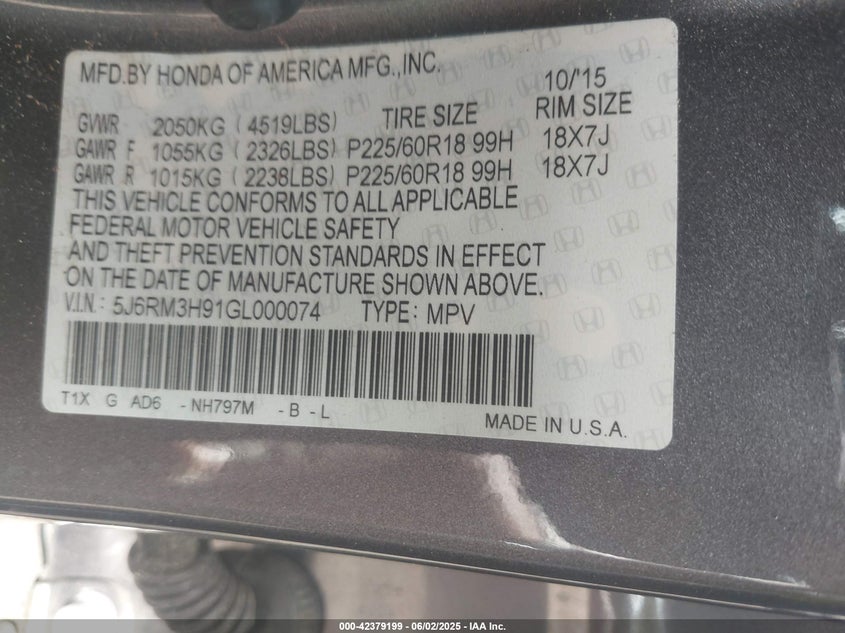 MFD.BY HONDA OF AMERICA MFG.,INC.
10/'15
GVWR 2050KG (4519LBS) TIRE SIZE RIM SIZE
GAWR F 1055KG (2326LBS) P225/60R18 99H 18X7J
GAWR R 1015KG (2238LBS) P225/60R18 99H 18X7J
THIS VEHICLE CONFORMS TO ALL APPLICABLE
FEDERAL MOTOR VEHICLE SAFETY
AND THEFT PREVENTION STANDARDS IN EFFECT
ON THE DATE OF MANUFACTURE SHOWN ABOVE.
V.I.N.: 5J6RM3H91GL000074 TYPE: MPV
T1X G AD6 -NH797M -B -L
MADE IN U.S.A.
000-42379199 | 06/02/2025 - IAA Inc.